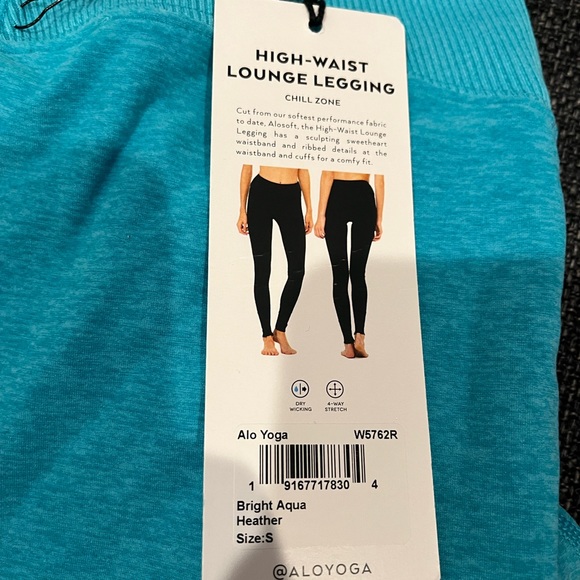 HIGH-WAIST
LOUNGE LEGGING
CHILL ZONE
Cut from our softest performance fabric
to date, Alosoft, the High-Waist Lounge
Legging has a sculpting sweetheart
waistband and ribbed details at the
waistband and cuffs for a comfy fit.
DRY WICKING
4-WAY STRETCH
Alo Yoga W5762R
1 9167717830 4
Bright Aqua
Heather
Size:S
@ALOYOGA